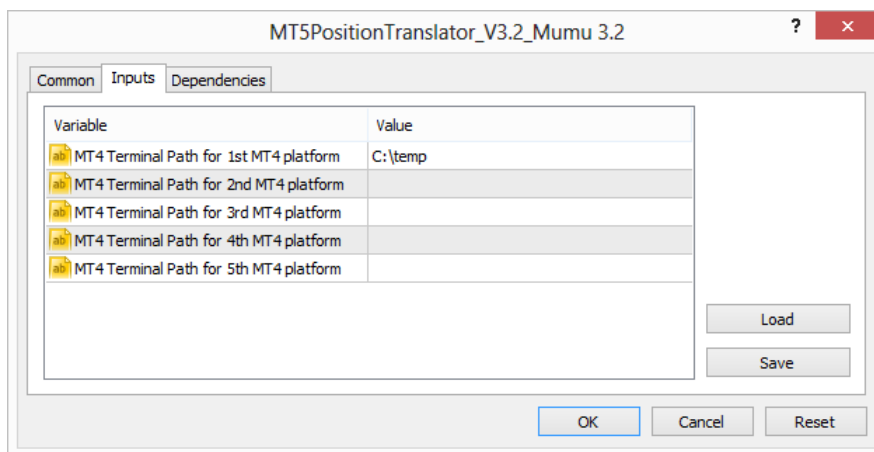 MT5PositionTranslator_V3.2_Mumu 3.2
?
×
Common Inputs Dependencies
Variable Value
ab MT4 Terminal Path for 1st MT4 platform C:\temp
ab MT4 Terminal Path for 2nd MT4 platform
ab MT4 Terminal Path for 3rd MT4 platform
ab MT4 Terminal Path for 4th MT4 platform
ab MT4 Terminal Path for 5th MT4 platform
Load
Save
OK Cancel Reset